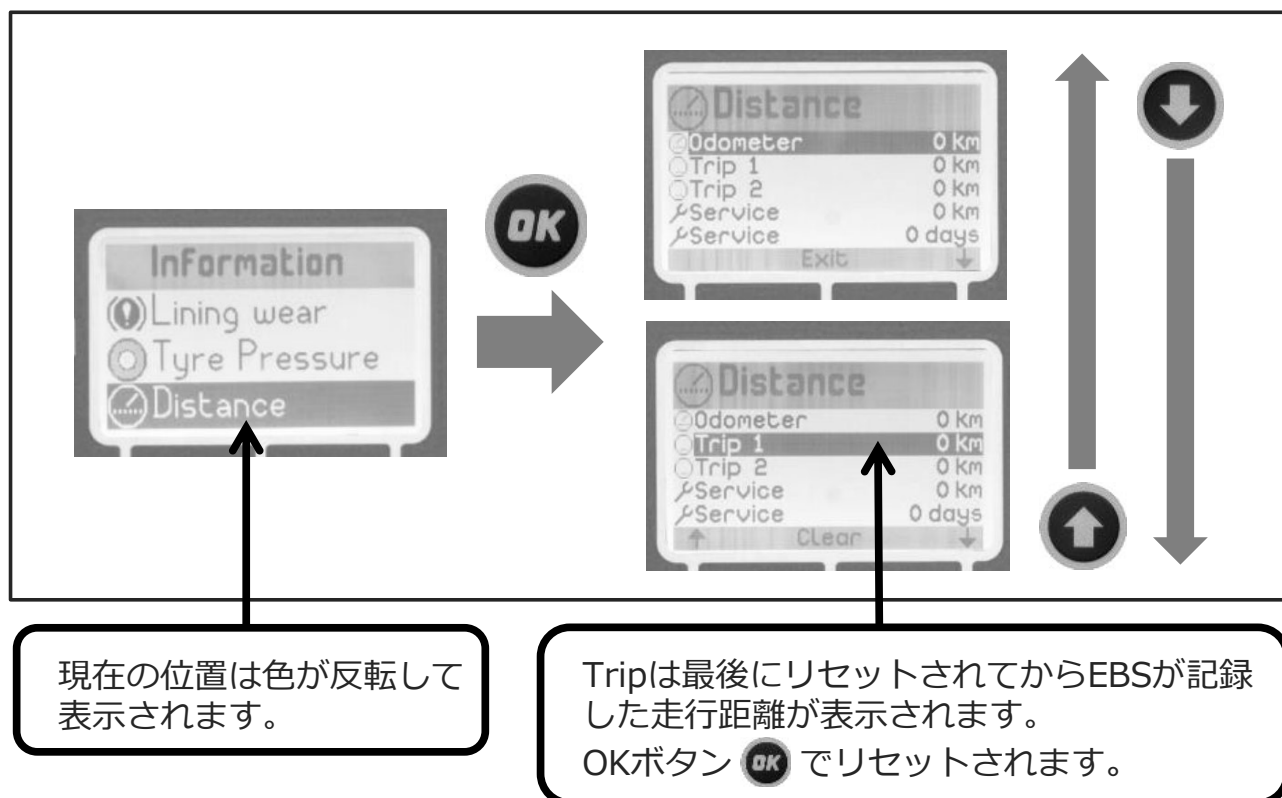 Information
Lining wear
Tyre Pressure
Distance
OK
Distance
Odometer 0 km
Trip 1 0 km
Trip 2 0 km
Service 0 km
Service 0 days
Exit
Distance
Odometer 0 km
Trip 1 0 km
Trip 2 0 km
Service 0 km
Service 0 days
Clear
現在の位置は色が反転して
表示されます。
Tripは最後にリセットされてからEBSが記録
した走行距離が表示されます。
OKボタン OK でリセットされます。